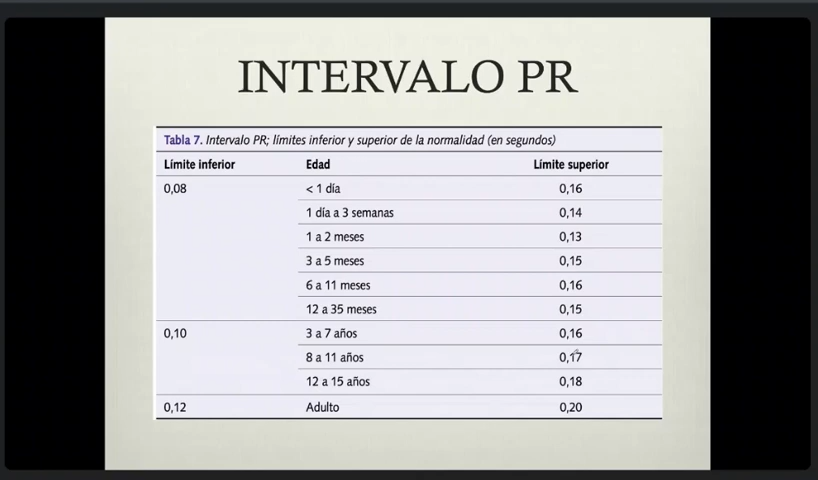 INTERVALO PR
Tabla 7. Intervalo PR; límites inferior y superior de la normalidad (en segundos)
Límite inferior Edad Límite superior
0,08 < 1 día 0,16
1 día a 3 semanas 0,14
1 a 2 meses 0,13
3 a 5 meses 0,15
6 a 11 meses 0,16
12 a 35 meses 0,15
0,10 3 a 7 años 0,16
8 a 11 años 0,17
12 a 15 años 0,18
0,12 Adulto 0,20